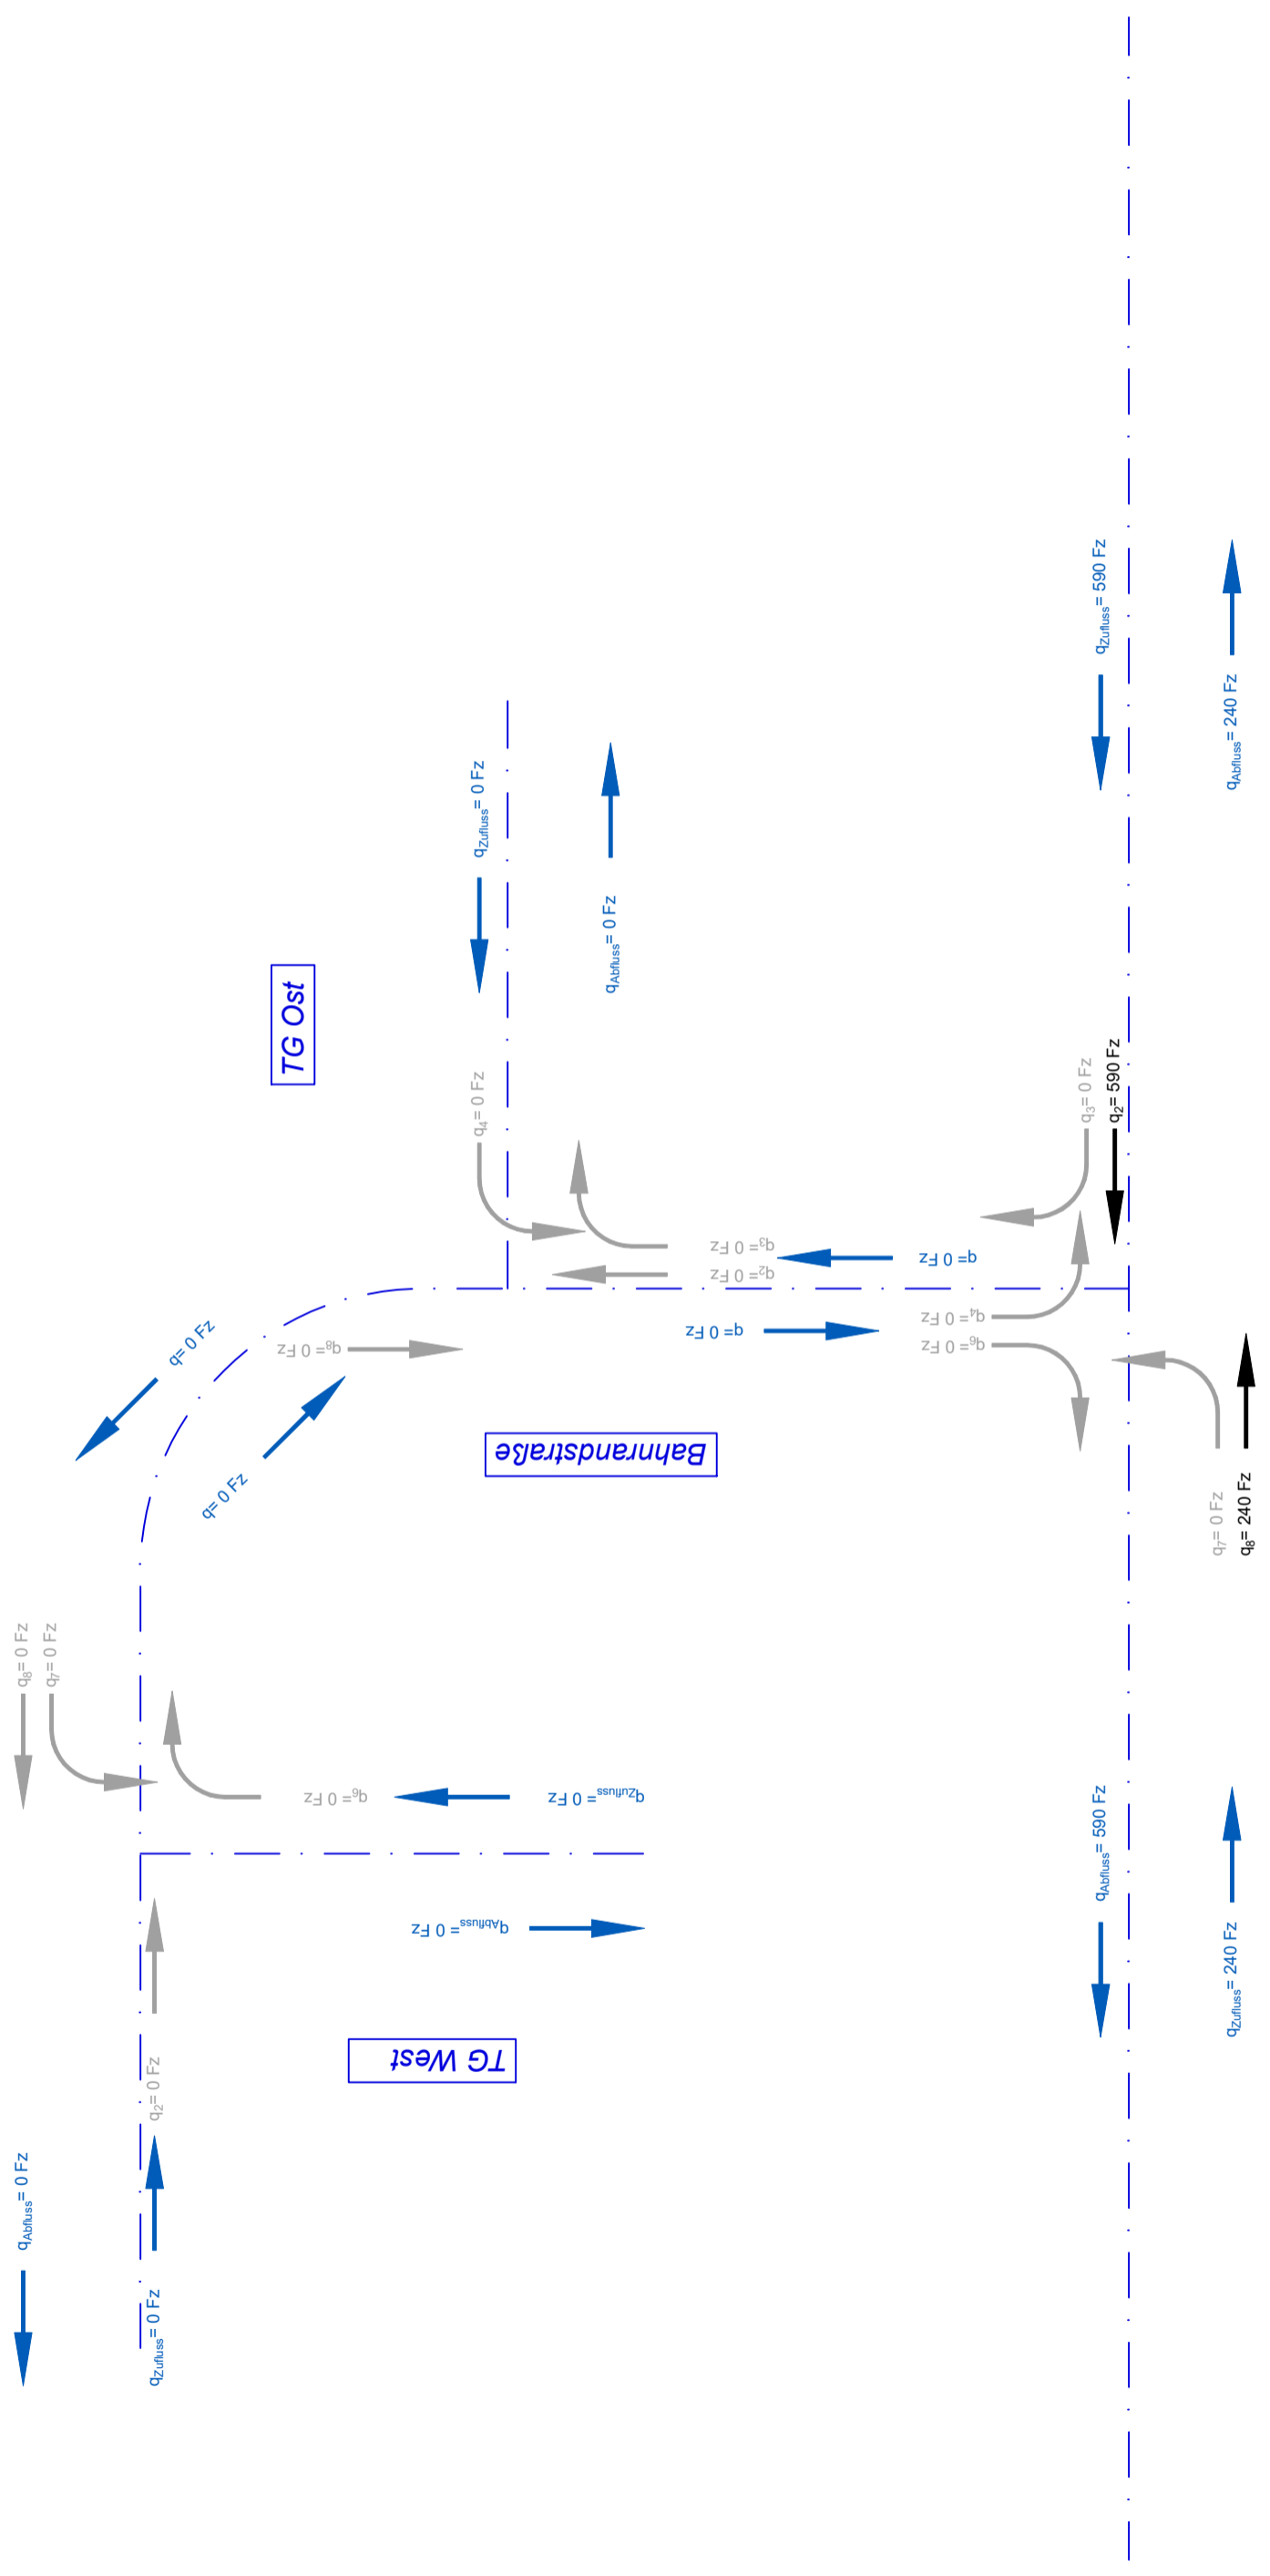 q= 0 Fz
q= 0 Fz
TG Ost
qZufluss= 0 Fz
qAbfluss= 0 Fz
q4= 0 Fz
q3= 0 Fz
q2= 0 Fz
q8= 0 Fz
q= 0 Fz
q= 0 Fz
q4= 0 Fz
q6= 0 Fz
Bahnrandstraße
qZufluss= 590 Fz
qAbfluss= 240 Fz
q3= 0 Fz
q2= 590 Fz
q7= 0 Fz
q8= 240 Fz
q8= 0 Fz
q7= 0 Fz
q6= 0 Fz
qZufluss= 0 Fz
qAbfluss= 0 Fz
TG West
q2= 0 Fz
qAbfluss= 0 Fz
qZufluss= 0 Fz
qAbfluss= 590 Fz
qZufluss= 240 Fz